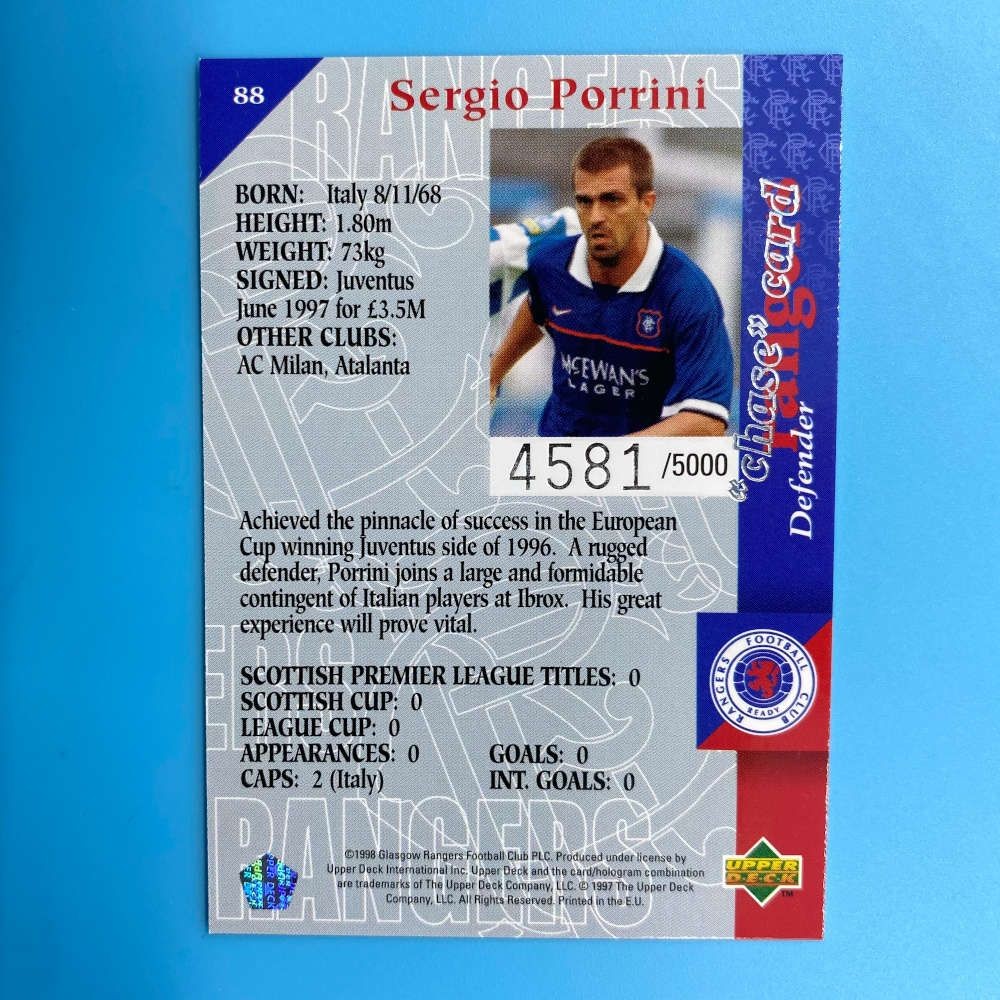 88
RANGERS
Sergio Porrini
BORN: Italy 8/11/68
HEIGHT: 1.80m
WEIGHT: 73kg
SIGNED: Juventus
June 1997 for £3.5M
OTHER CLUBS:
AC Milan, Atalanta
McEWAN'S
LAGER
4581 /5000
"chase" card
Defender
Achieved the pinnacle of success in the European
Cup winning Juventus side of 1996. A rugged
defender, Porrini joins a large and formidable
contingent of Italian players at Ibrox. His great
experience will prove vital.
SCOTTISH PREMIER LEAGUE TITLES: 0
SCOTTISH CUP: 0
LEAGUE CUP: 0
APPEARANCES: 0 GOALS: 0
CAPS: 2 (Italy) INT. GOALS: 0
RANGERS FOOTBALL CLUB
READY
RANGERS
©1998 Glasgow Rangers Football Club PLC. Produced under license by
Upper Deck International Inc. Upper Deck and the card/hologram combination
are trademarks of The Upper Deck Company, LLC. © 1997 The Upper Deck
Company, LLC. All Rights Reserved. Printed in the E.U.
UPPER
DECK
TM